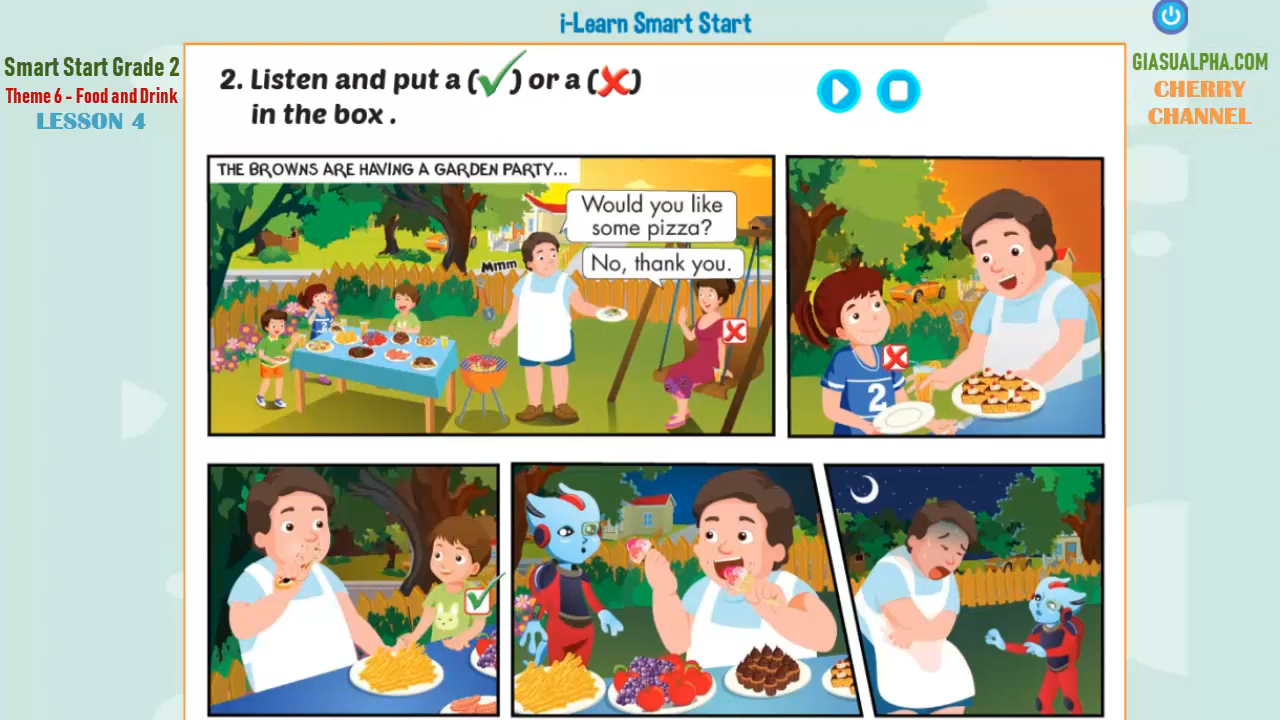 i-Learn Smart Start
Smart Start Grade 2
Theme 6 - Food and Drink
LESSON 4
GIASUALPHA.COM
CHERRY
CHANNEL
2. Listen and put a (✓) or a (✗)
in the box .
THE BROWNS ARE HAVING A GARDEN PARTY...
Would you like
some pizza?
No, thank you.
Mmm
2
2